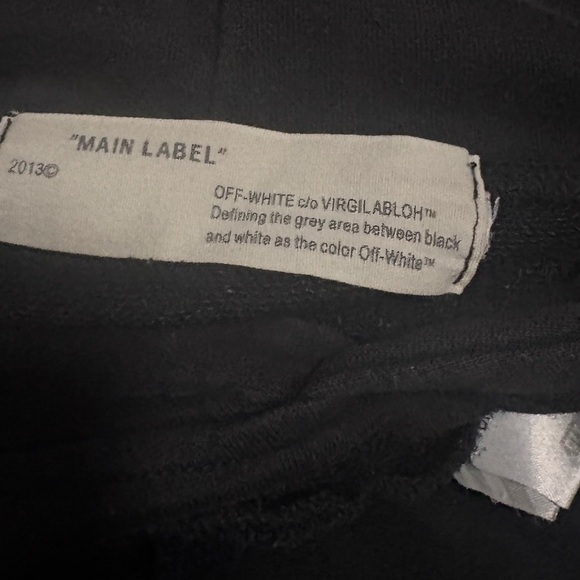 "MAIN LABEL"
2013©
OFF-WHITE c/o VIRGILABLOH™
Defining the grey area between black
and white as the color Off-White™